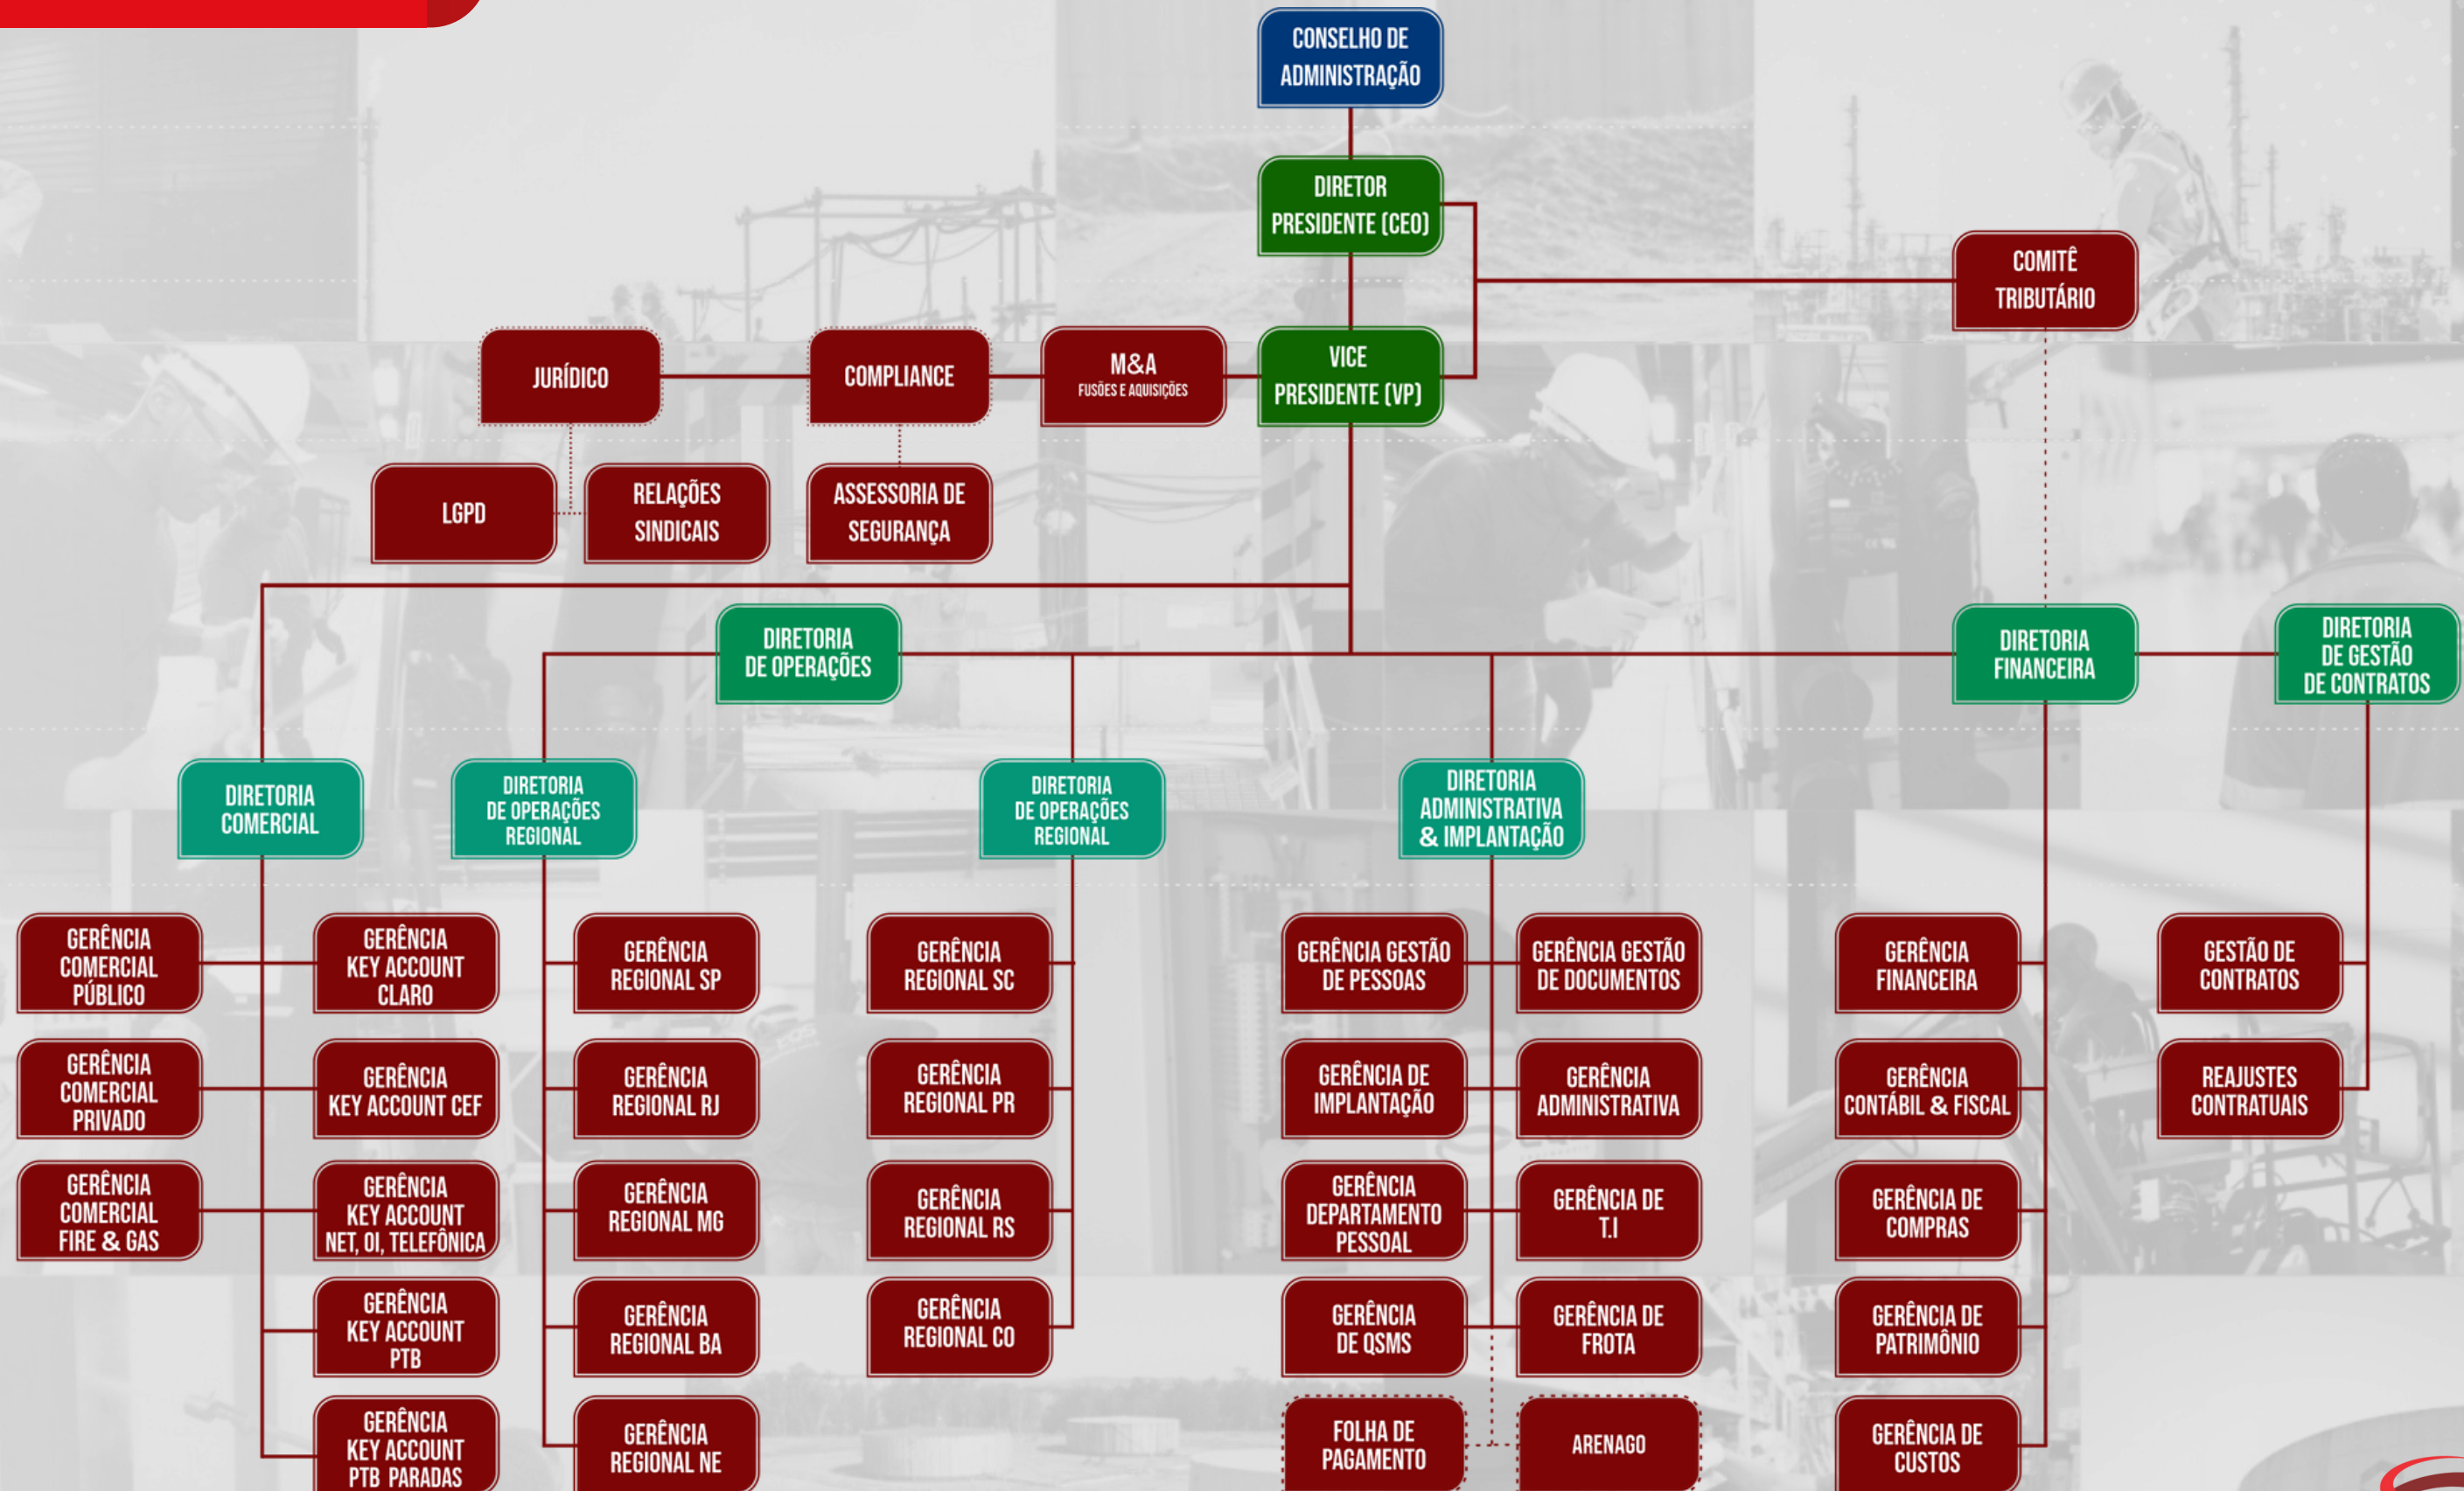 CONSELHO DE
ADMINISTRAÇÃO
DIRETOR
PRESIDENTE (CEO)
COMITÊ
TRIBUTÁRIO
JURÍDICO
COMPLIANCE
M&A
FUSÕES E AQUISIÇÕES
VICE
PRESIDENTE (VP)
LGPD
RELAÇÕES
SINDICAIS
ASSESSORIA DE
SEGURANÇA
DIRETORIA
DE OPERAÇÕES
DIRETORIA
FINANCEIRA
DIRETORIA
DE GESTÃO
DE CONTRATOS
DIRETORIA
COMERCIAL
DIRETORIA
DE OPERAÇÕES
REGIONAL
DIRETORIA
DE OPERAÇÕES
REGIONAL
DIRETORIA
ADMINISTRATIVA
& IMPLANTAÇÃO
GERÊNCIA
COMERCIAL
PÚBLICO
GERÊNCIA
KEY ACCOUNT
CLARO
GERÊNCIA
REGIONAL SP
GERÊNCIA
REGIONAL SC
GERÊNCIA GESTÃO
DE PESSOAS
GERÊNCIA GESTÃO
DE DOCUMENTOS
GERÊNCIA
FINANCEIRA
GESTÃO DE
CONTRATOS
GERÊNCIA
COMERCIAL
PRIVADO
GERÊNCIA
KEY ACCOUNT CEF
GERÊNCIA
REGIONAL RJ
GERÊNCIA
REGIONAL PR
GERÊNCIA DE
IMPLANTAÇÃO
GERÊNCIA
ADMINISTRATIVA
GERÊNCIA
CONTÁBIL & FISCAL
REAJUSTES
CONTRATUAIS
GERÊNCIA
COMERCIAL
FIRE & GAS
GERÊNCIA
KEY ACCOUNT
NET, OI, TELEFÔNICA
GERÊNCIA
REGIONAL MG
GERÊNCIA
REGIONAL RS
GERÊNCIA
DEPARTAMENTO
PESSOAL
GERÊNCIA DE
T.I
GERÊNCIA DE
COMPRAS
GERÊNCIA
KEY ACCOUNT
PTB
GERÊNCIA
REGIONAL BA
GERÊNCIA
REGIONAL CO
GERÊNCIA
DE QSMS
GERÊNCIA DE
FROTA
GERÊNCIA DE
PATRIMÔNIO
GERÊNCIA
KEY ACCOUNT
PTB PARADAS
GERÊNCIA
REGIONAL NE
FOLHA DE
PAGAMENTO
ARENAGO
GERÊNCIA DE
CUSTOS